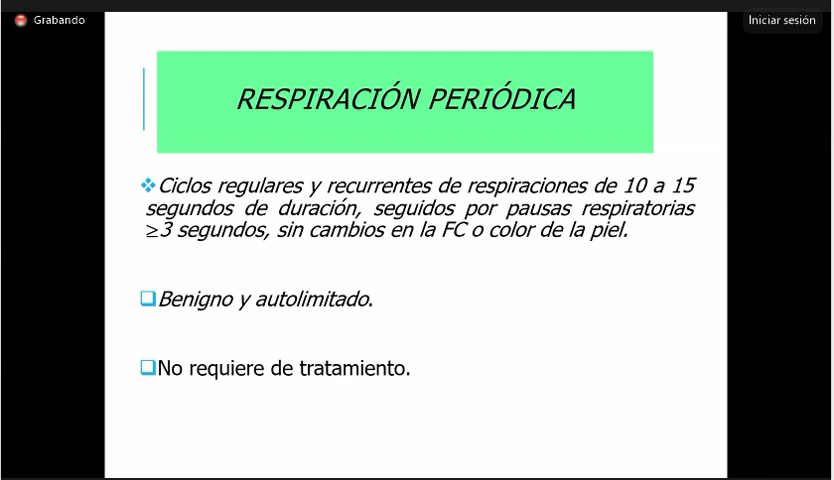 Grabando
Iniciar sesión
RESPIRACIÓN PERIÓDICA
Ciclos regulares y recurrentes de respiraciones de 10 a 15
segundos de duración, seguidos por pausas respiratorias
≥3 segundos, sin cambios en la FC o color de la piel.
Benigno y autolimitado.
No requiere de tratamiento.